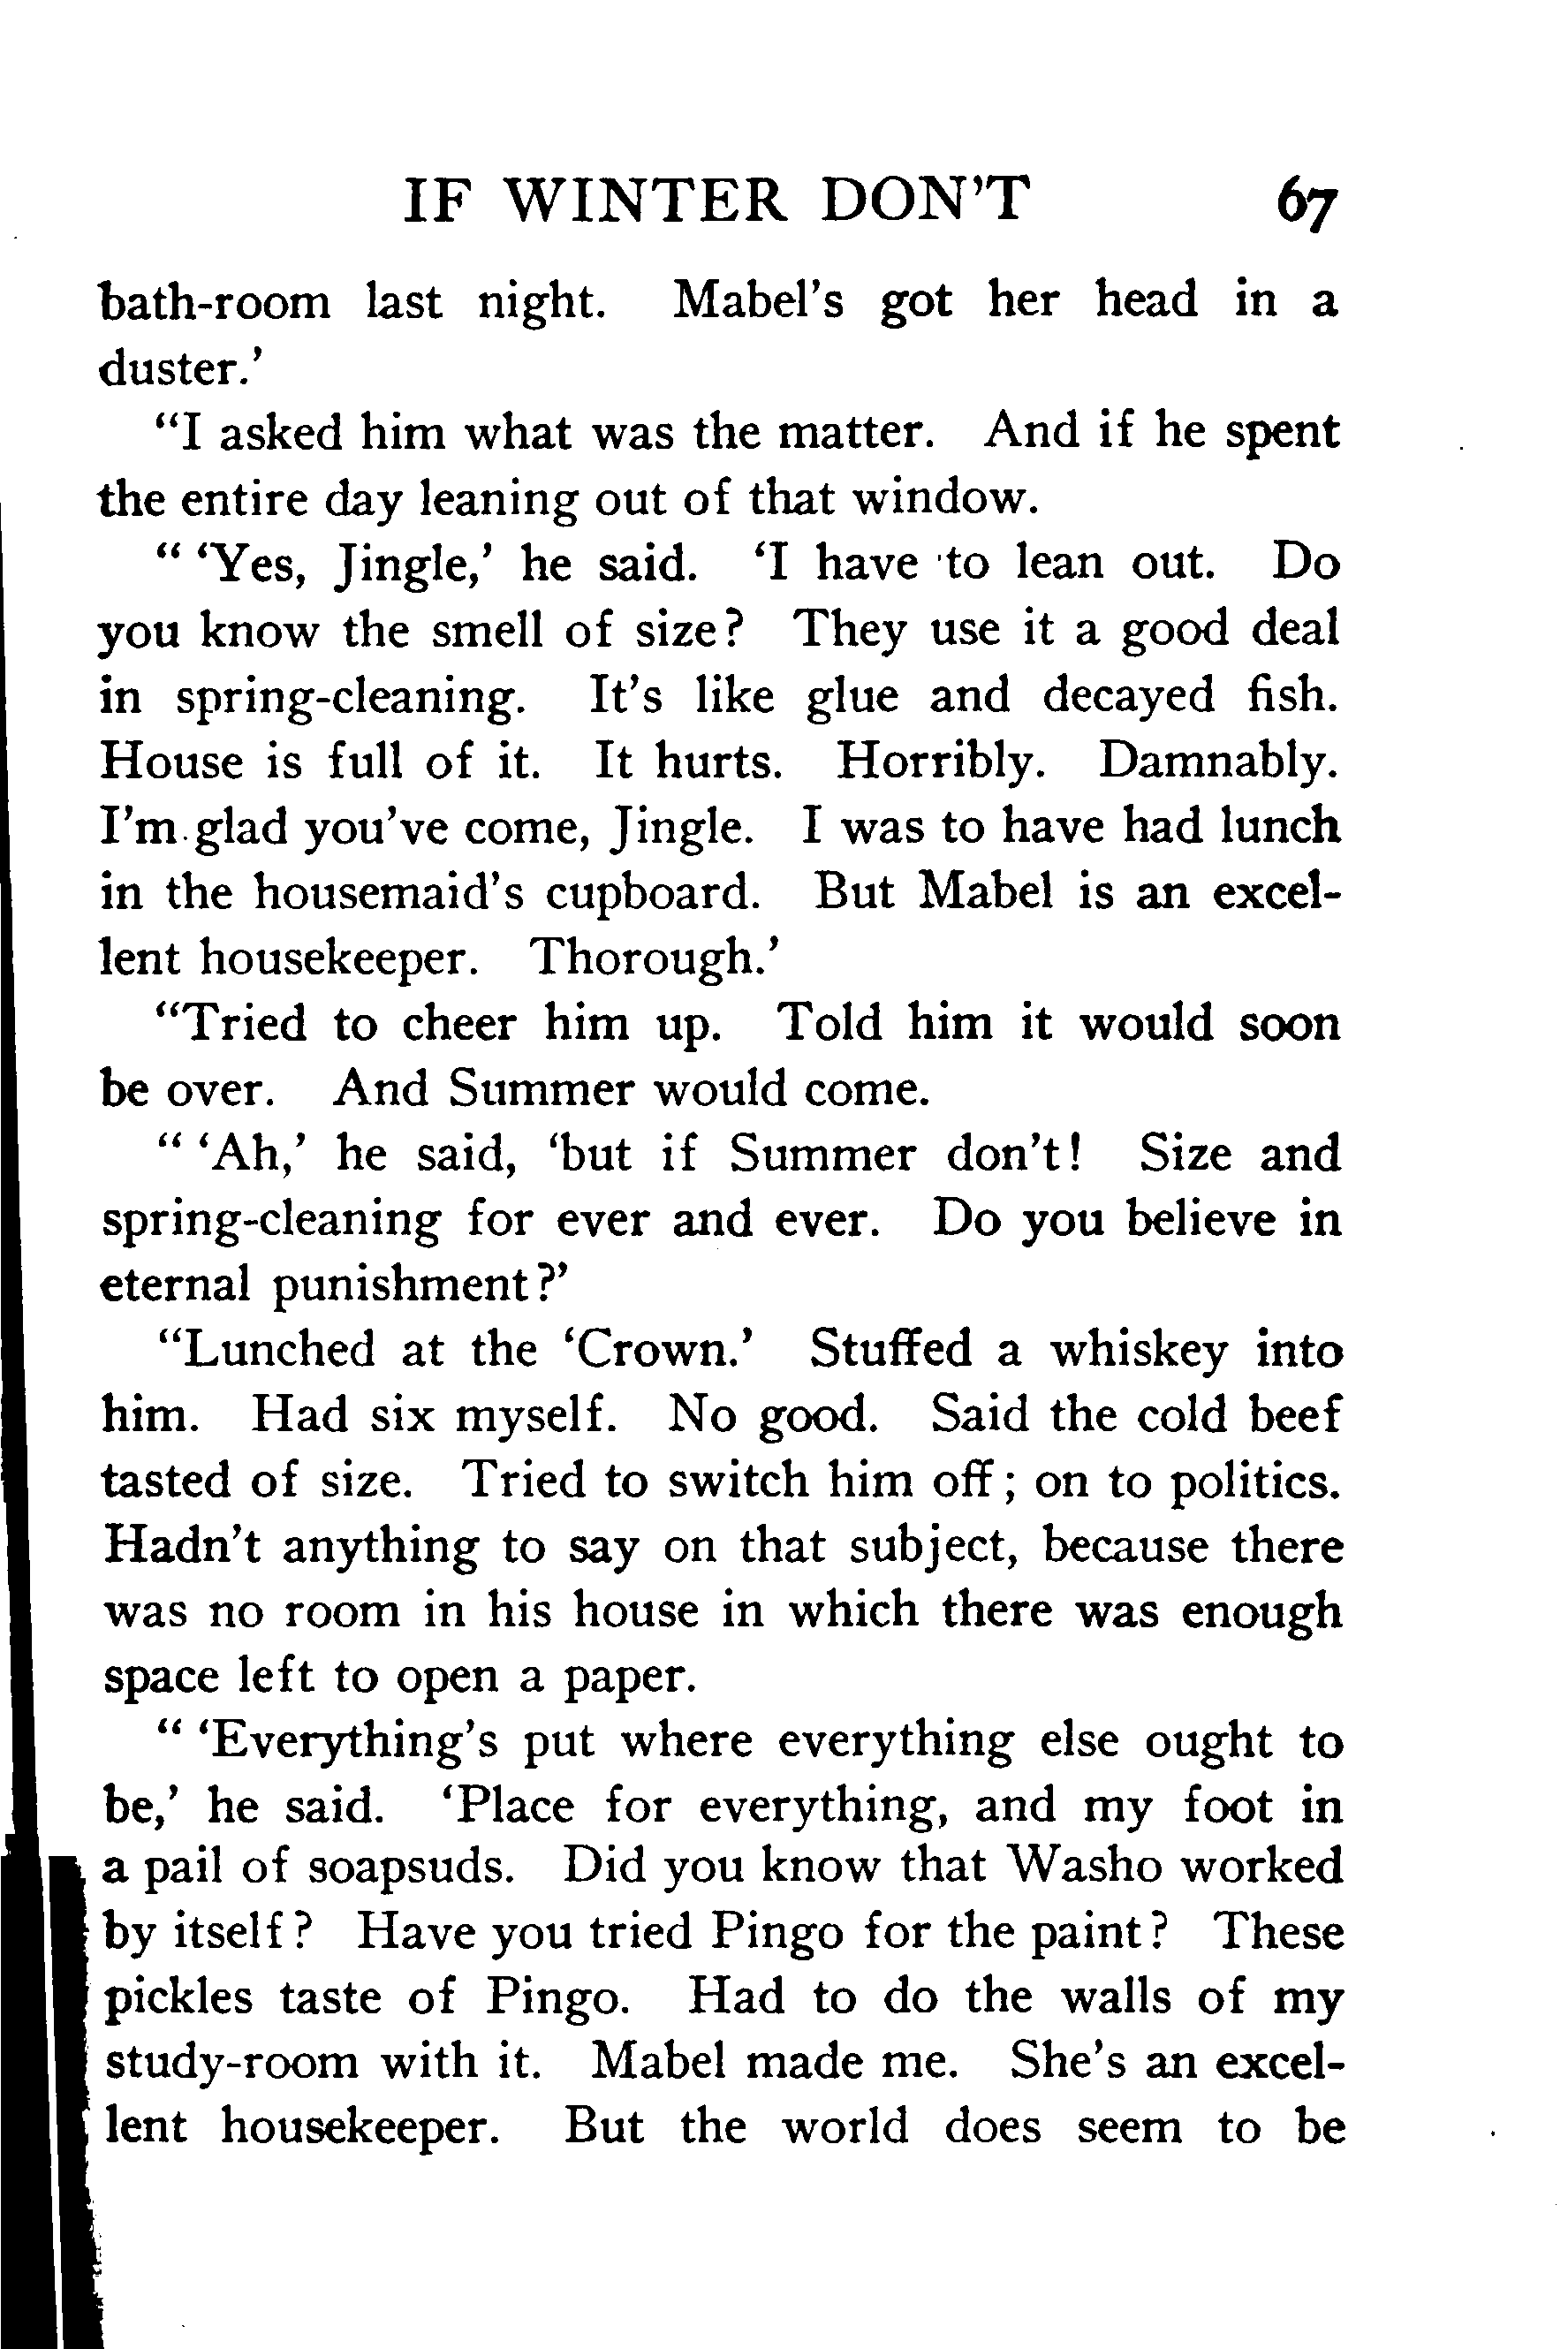 IF WINTER DON'T 67
bath-room last night. Mabel's got her head in a
duster.’
“I asked him what was the matter. And if he spent
the entire day leaning out of that window.
“ ‘Yes, Jingle,’ he said. ‘I have to lean out. Do
you know the smell of size? They use it a good deal
in spring-cleaning. It's like glue and decayed fish.
House is full of it. It hurts. Horribly. Damnably.
I'm glad you've come, Jingle. I was to have had lunch
in the housemaid's cupboard. But Mabel is an excel-
lent housekeeper. Thorough.’
“Tried to cheer him up. Told him it would soon
be over. And Summer would come.
“ ‘Ah,’ he said, ‘but if Summer don't! Size and
spring-cleaning for ever and ever. Do you believe in
eternal punishment?’
“Lunched at the ‘Crown.’ Stuffed a whiskey into
him. Had six myself. No good. Said the cold beef
tasted of size. Tried to switch him off; on to politics.
Hadn't anything to say on that subject, because there
was no room in his house in which there was enough
space left to open a paper.
“ ‘Everything's put where everything else ought to
be,’ he said. ‘Place for everything, and my foot in
a pail of soapsuds. Did you know that Washo worked
by itself? Have you tried Pingo for the paint? These
pickles taste of Pingo. Had to do the walls of my
study-room with it. Mabel made me. She's an excel-
lent housekeeper. But the world does seem to be